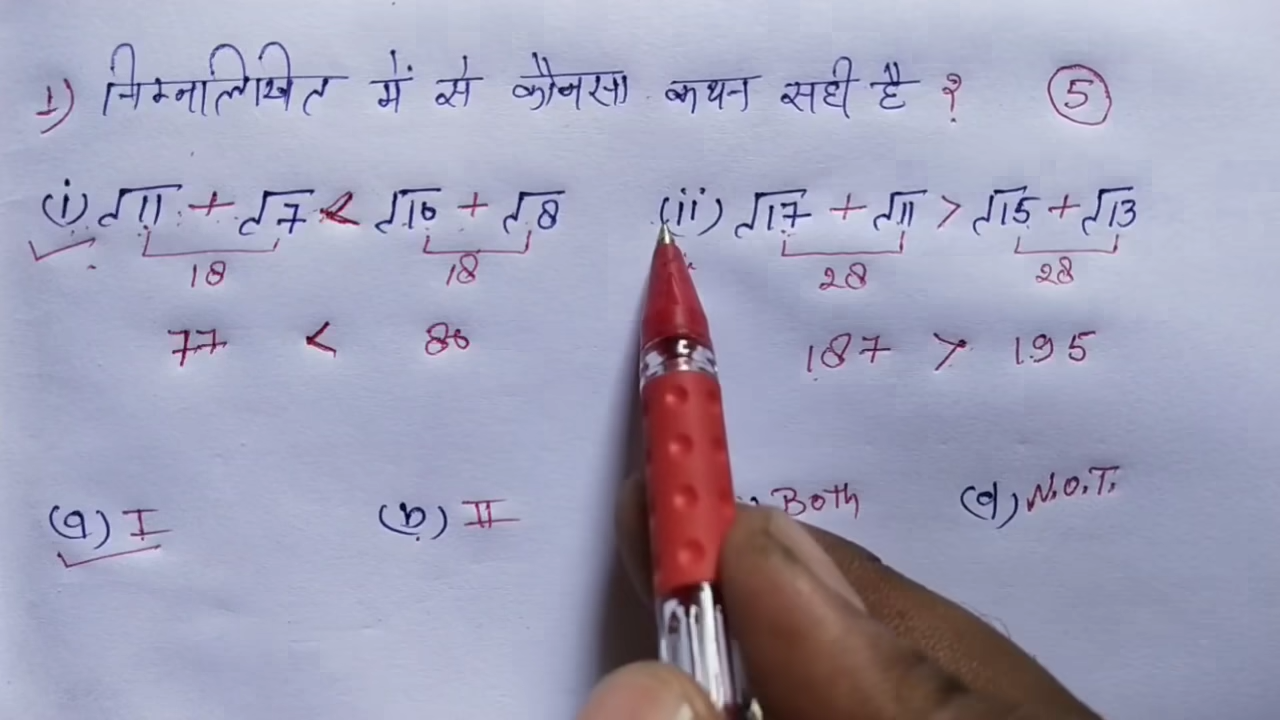 1) निम्नलिखित में से कौनसा कथन सही है ? 5
(i) √11 + √7 < √10 + √8 (ii) √17 + √11 > √15 + √13
18 18 28 28
77 < 80 187 > 195
(a) I (b) II Both (d) N.O.T.